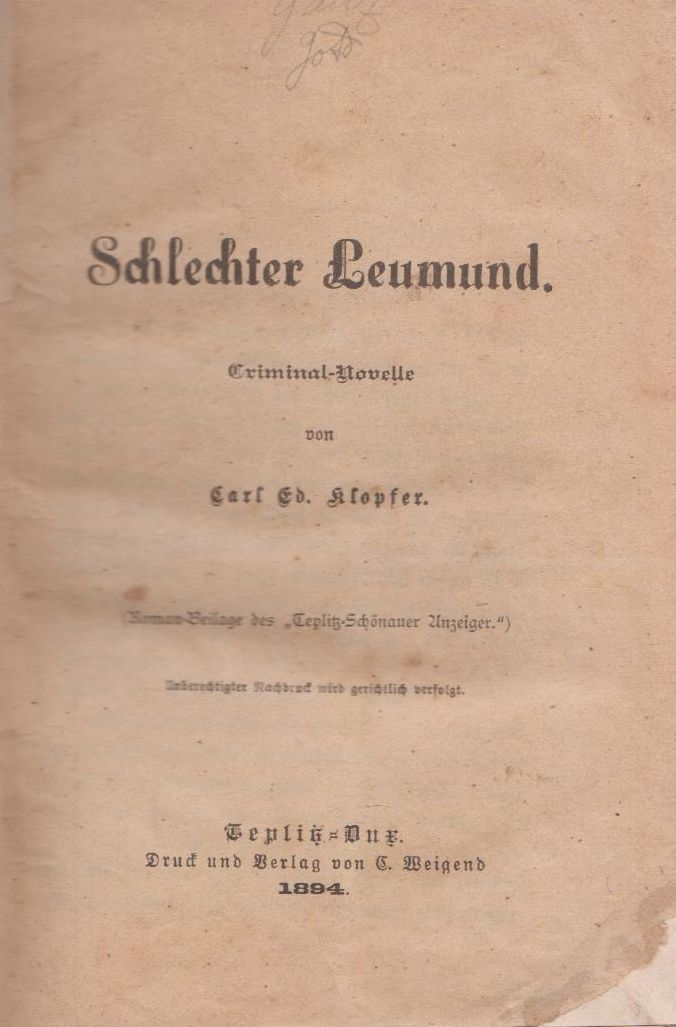 Schlechter Leumund.
Criminal-Novelle
von
Carl Ed. Klopfer.
(Roman-Beilage des „Teplitz-Schönauer Anzeiger.“)
Unberechtigter Nachdruck wird gerichtlich verfolgt.
Teplitz-Dux.
Druck und Verlag von C. Weigend
1894.